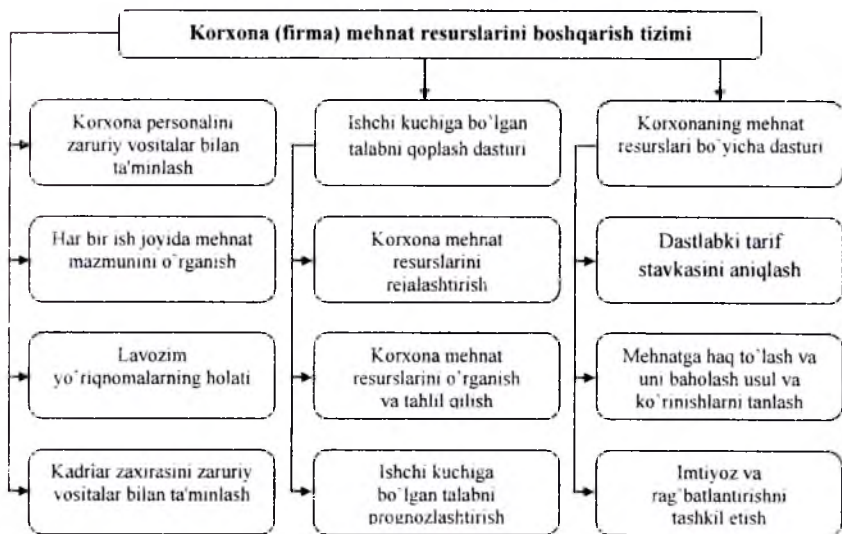 Korxona (firma) mehnat resurslarini boshqarish tizimi
Korxona personalini
zaruriy vositalar bilan
ta'minlash
Ishchi kuchiga bo`lgan
talabni qoplash dasturi
Korxonaning mehnat
resurslari bo`yicha dasturi
Har bir ish joyida mehnat
mazmunini o`rganish
Korxona mehnat
resurslarini
rejalashtirish
Dastlabki tarif
stavkasini aniqlash
Lavozim
yo`riqnomalarning holati
Korxona mehnat
resurslarini o`rganish
va tahlil qilish
Mehnatga haq to`lash va
uni baholash usul va
ko`rinishlarni tanlash
Kadrlar zaxirasini zaruriy
vositalar bilan ta'minlash
Ishchi kuchiga
bo`lgan talabni
prognozlashtirish
Imtiyoz va
rag`batlantirishni
tashkil etish